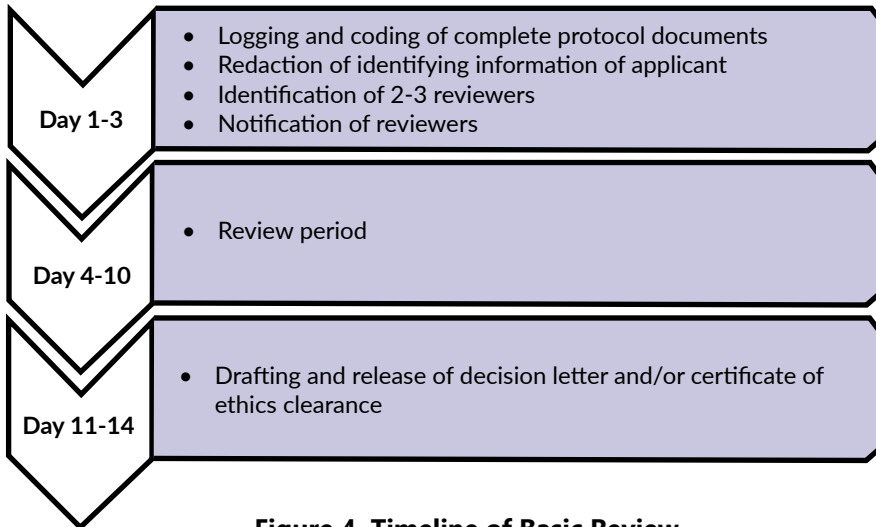 • Logging and coding of complete protocol documents
• Redaction of identifying information of applicant
• Identification of 2-3 reviewers
• Notification of reviewers
Day 1-3
• Review period
Day 4-10
• Drafting and release of decision letter and/or certificate of
ethics clearance
Day 11-14
Figure 4. Timeline of Basic Review